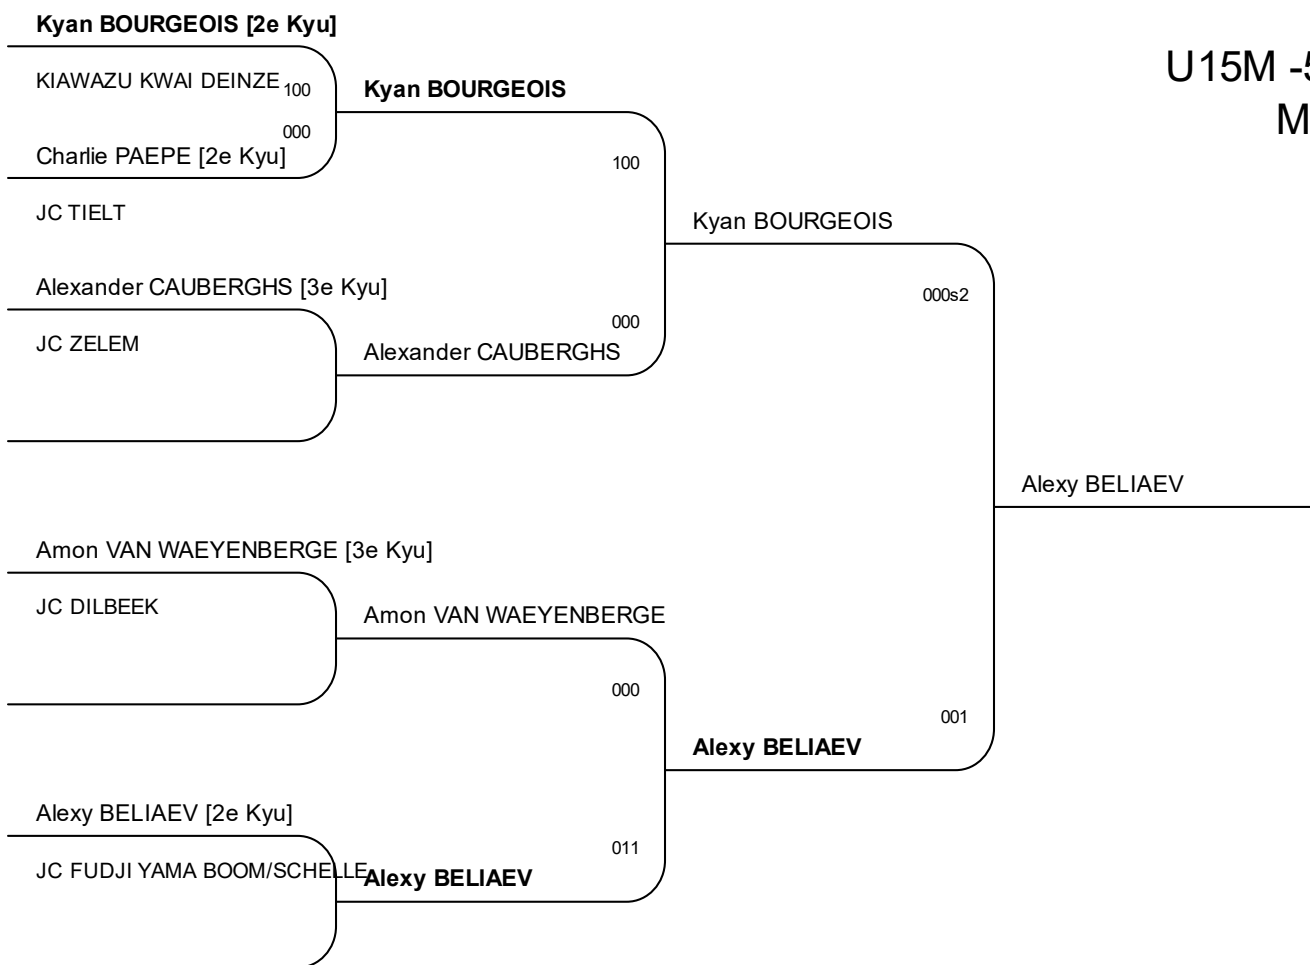 Kyan BOURGEOIS [2e Kyu]
KIAWAZU KWAI DEINZE
100
Kyan BOURGEOIS
000
Charlie PAEPE [2e Kyu]
JC TIELT
100
Kyan BOURGEOIS
Alexander CAUBERGHS [3e Kyu]
JC ZELEM
000
Alexander CAUBERGHS
000s2
Alexy BELIAEV
Amon VAN WAEYENBERGE [3e Kyu]
JC DILBEEK
Amon VAN WAEYENBERGE
000
001
Alexy BELIAEV
Alexy BELIAEV [2e Kyu]
JC FUDJI YAMA BOOM/SCHELLE
011
Alexy BELIAEV
U15M